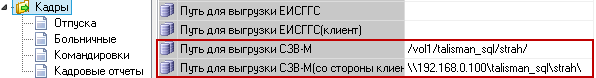 Кадры
Отпуска
Больничные
Командировки
Кадровые отчеты
Путь для выгрузки ЕИСГГС
Путь для выгрузки ЕИСГГС(клиент)
Путь для выгрузки СЗВ-М /vol1/talisman_sql/strah/
Путь для выгрузки СЗВ-М(со стороны клиен \\192.168.0.100\talisman_sql\strah\